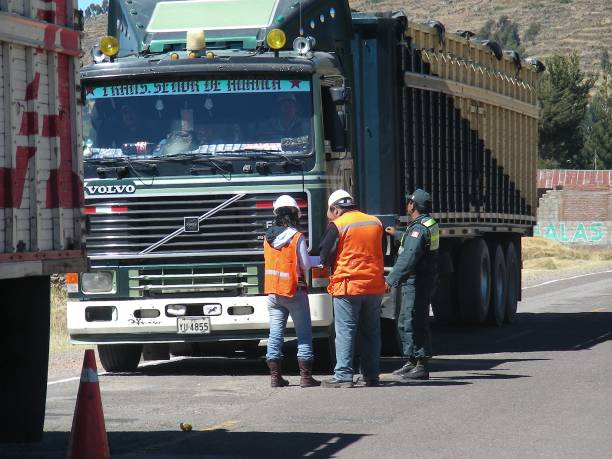 TRANS. SEÑOR DE HUANCA
VOLVO
YU 4855
ALAS